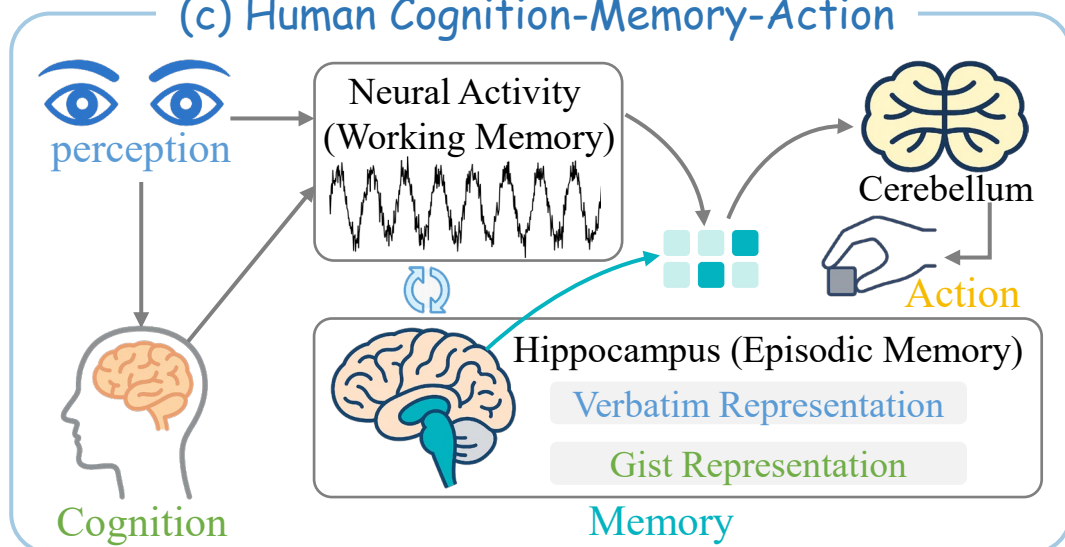 (c) Human Cognition-Memory-Action
perception
Neural Activity
(Working Memory)
Cerebellum
Action
Hippocampus (Episodic Memory)
Verbatim Representation
Gist Representation
Cognition
Memory